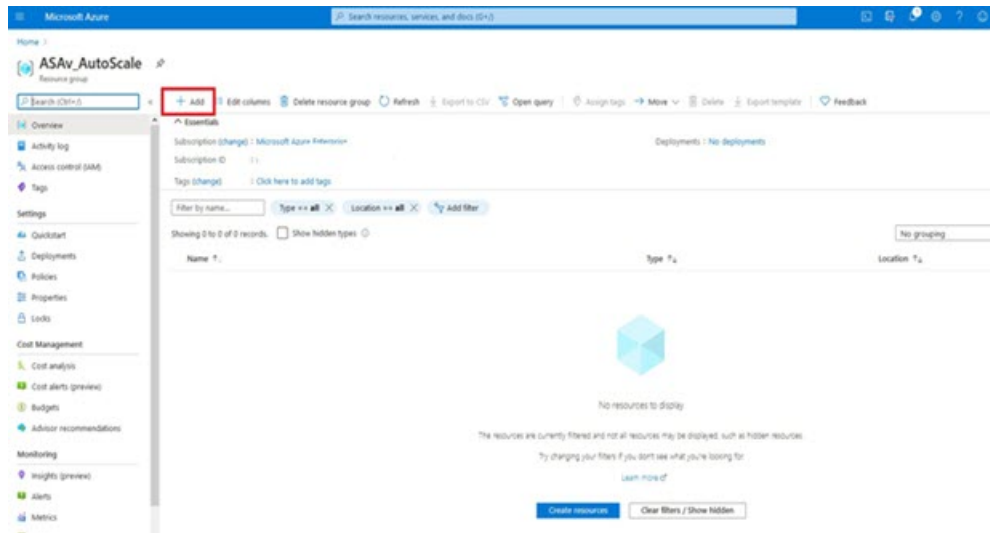 Microsoft Azure
Search resources, services, and docs (G+/)
Home >
ASAv_AutoScale
Resource group
Search (Ctrl+/)
«
+ Add
Edit columns
Delete resource group
Refresh
Export to CSV
Open query
Assign tags
Move
Delete
Export template
Feedback
Overview
Activity log
Access control (IAM)
Tags
Settings
Quickstart
Deployments
Policies
Properties
Locks
Cost Management
Cost analysis
Cost alerts (preview)
Budgets
Advisor recommendations
Monitoring
Insights (preview)
Alerts
Metrics
Essentials
Subscription (change) : Microsoft Azure Enterprise
Deployments : No deployments
Subscription ID :
Tags (change) : Click here to add tags
Filter by name...
Type == all
Location == all
Add filter
Showing 0 to 0 of 0 records.
Show hidden types
No grouping
Name
Type
Location
No resources to display
The resources are currently filtered and not all resources may be displayed, such as hidden resources.
Try changing your filters if you don't see what you're looking for.
Learn more
Create resources
Clear filters / Show hidden